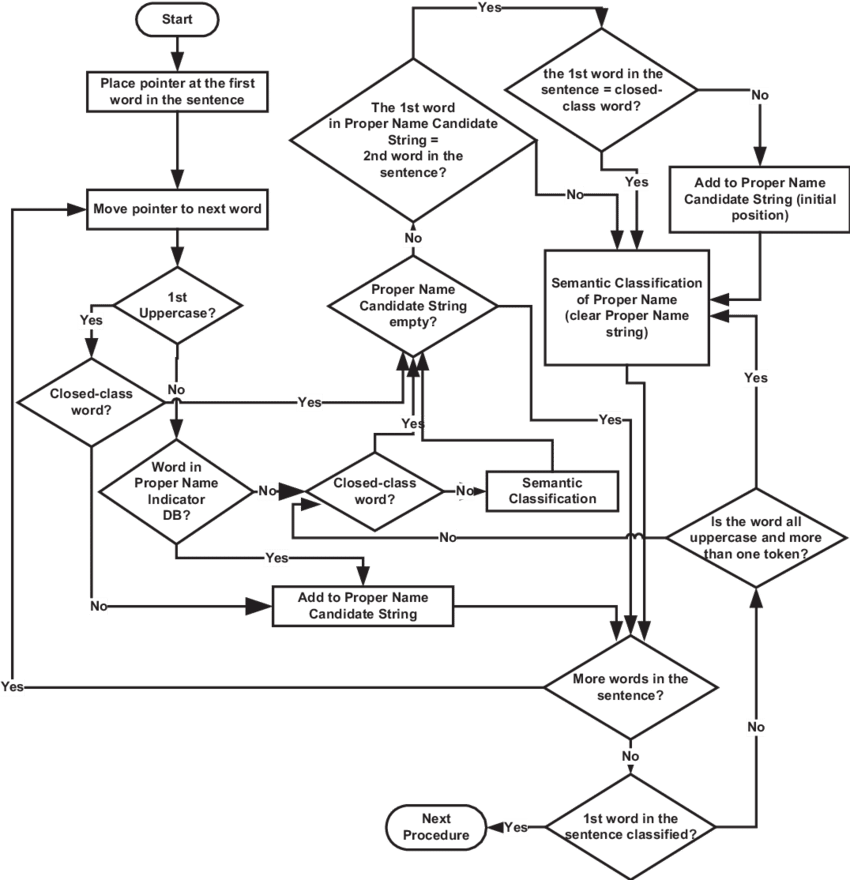 Start
Place pointer at the first
word in the sentence
Move pointer to next word
1st
Uppercase?
Yes
No
Closed-class
word?
Yes
No
Word in
Proper Name
Indicator
DB?
No
Yes
Closed-class
word?
Yes
No
Semantic
Classification
Add to Proper Name
Candidate String
Proper Name
Candidate String
empty?
No
Yes
The 1st word
in Proper Name Candidate
String =
2nd word in the
sentence?
Yes
No
the 1st word in the
sentence = closed-
class word?
No
Yes
Add to Proper Name
Candidate String (initial
position)
Semantic Classification
of Proper Name
(clear Proper Name
string)
Yes
Is the word all
uppercase and more
than one token?
No
More words in the
sentence?
Yes
No
No
1st word in the
sentence classified?
Yes
Next
Procedure